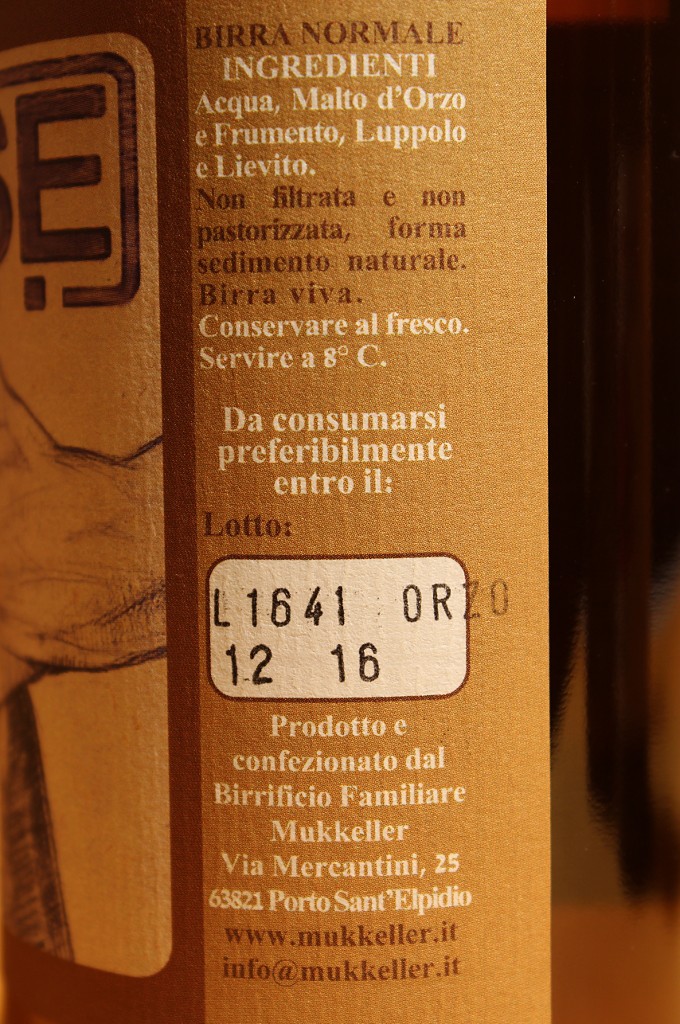 SE
BIRRA NORMALE
INGREDIENTI
Acqua, Malto d'Orzo
e Frumento, Luppolo
e Lievito.
Non filtrata e non
pastorizzata, forma
sedimento naturale.
Birra viva.
Conservare al fresco.
Servire a 8° C.
Da consumarsi
preferibilmente
entro il:
Lotto:
L1641 ORZO
12 16
Prodotto e
confezionato dal
Birrificio Familiare
Mukkeller
Via Mercantini, 25
63821 Porto Sant'Elpidio
www.mukkeller.it
info@mukkeller.it